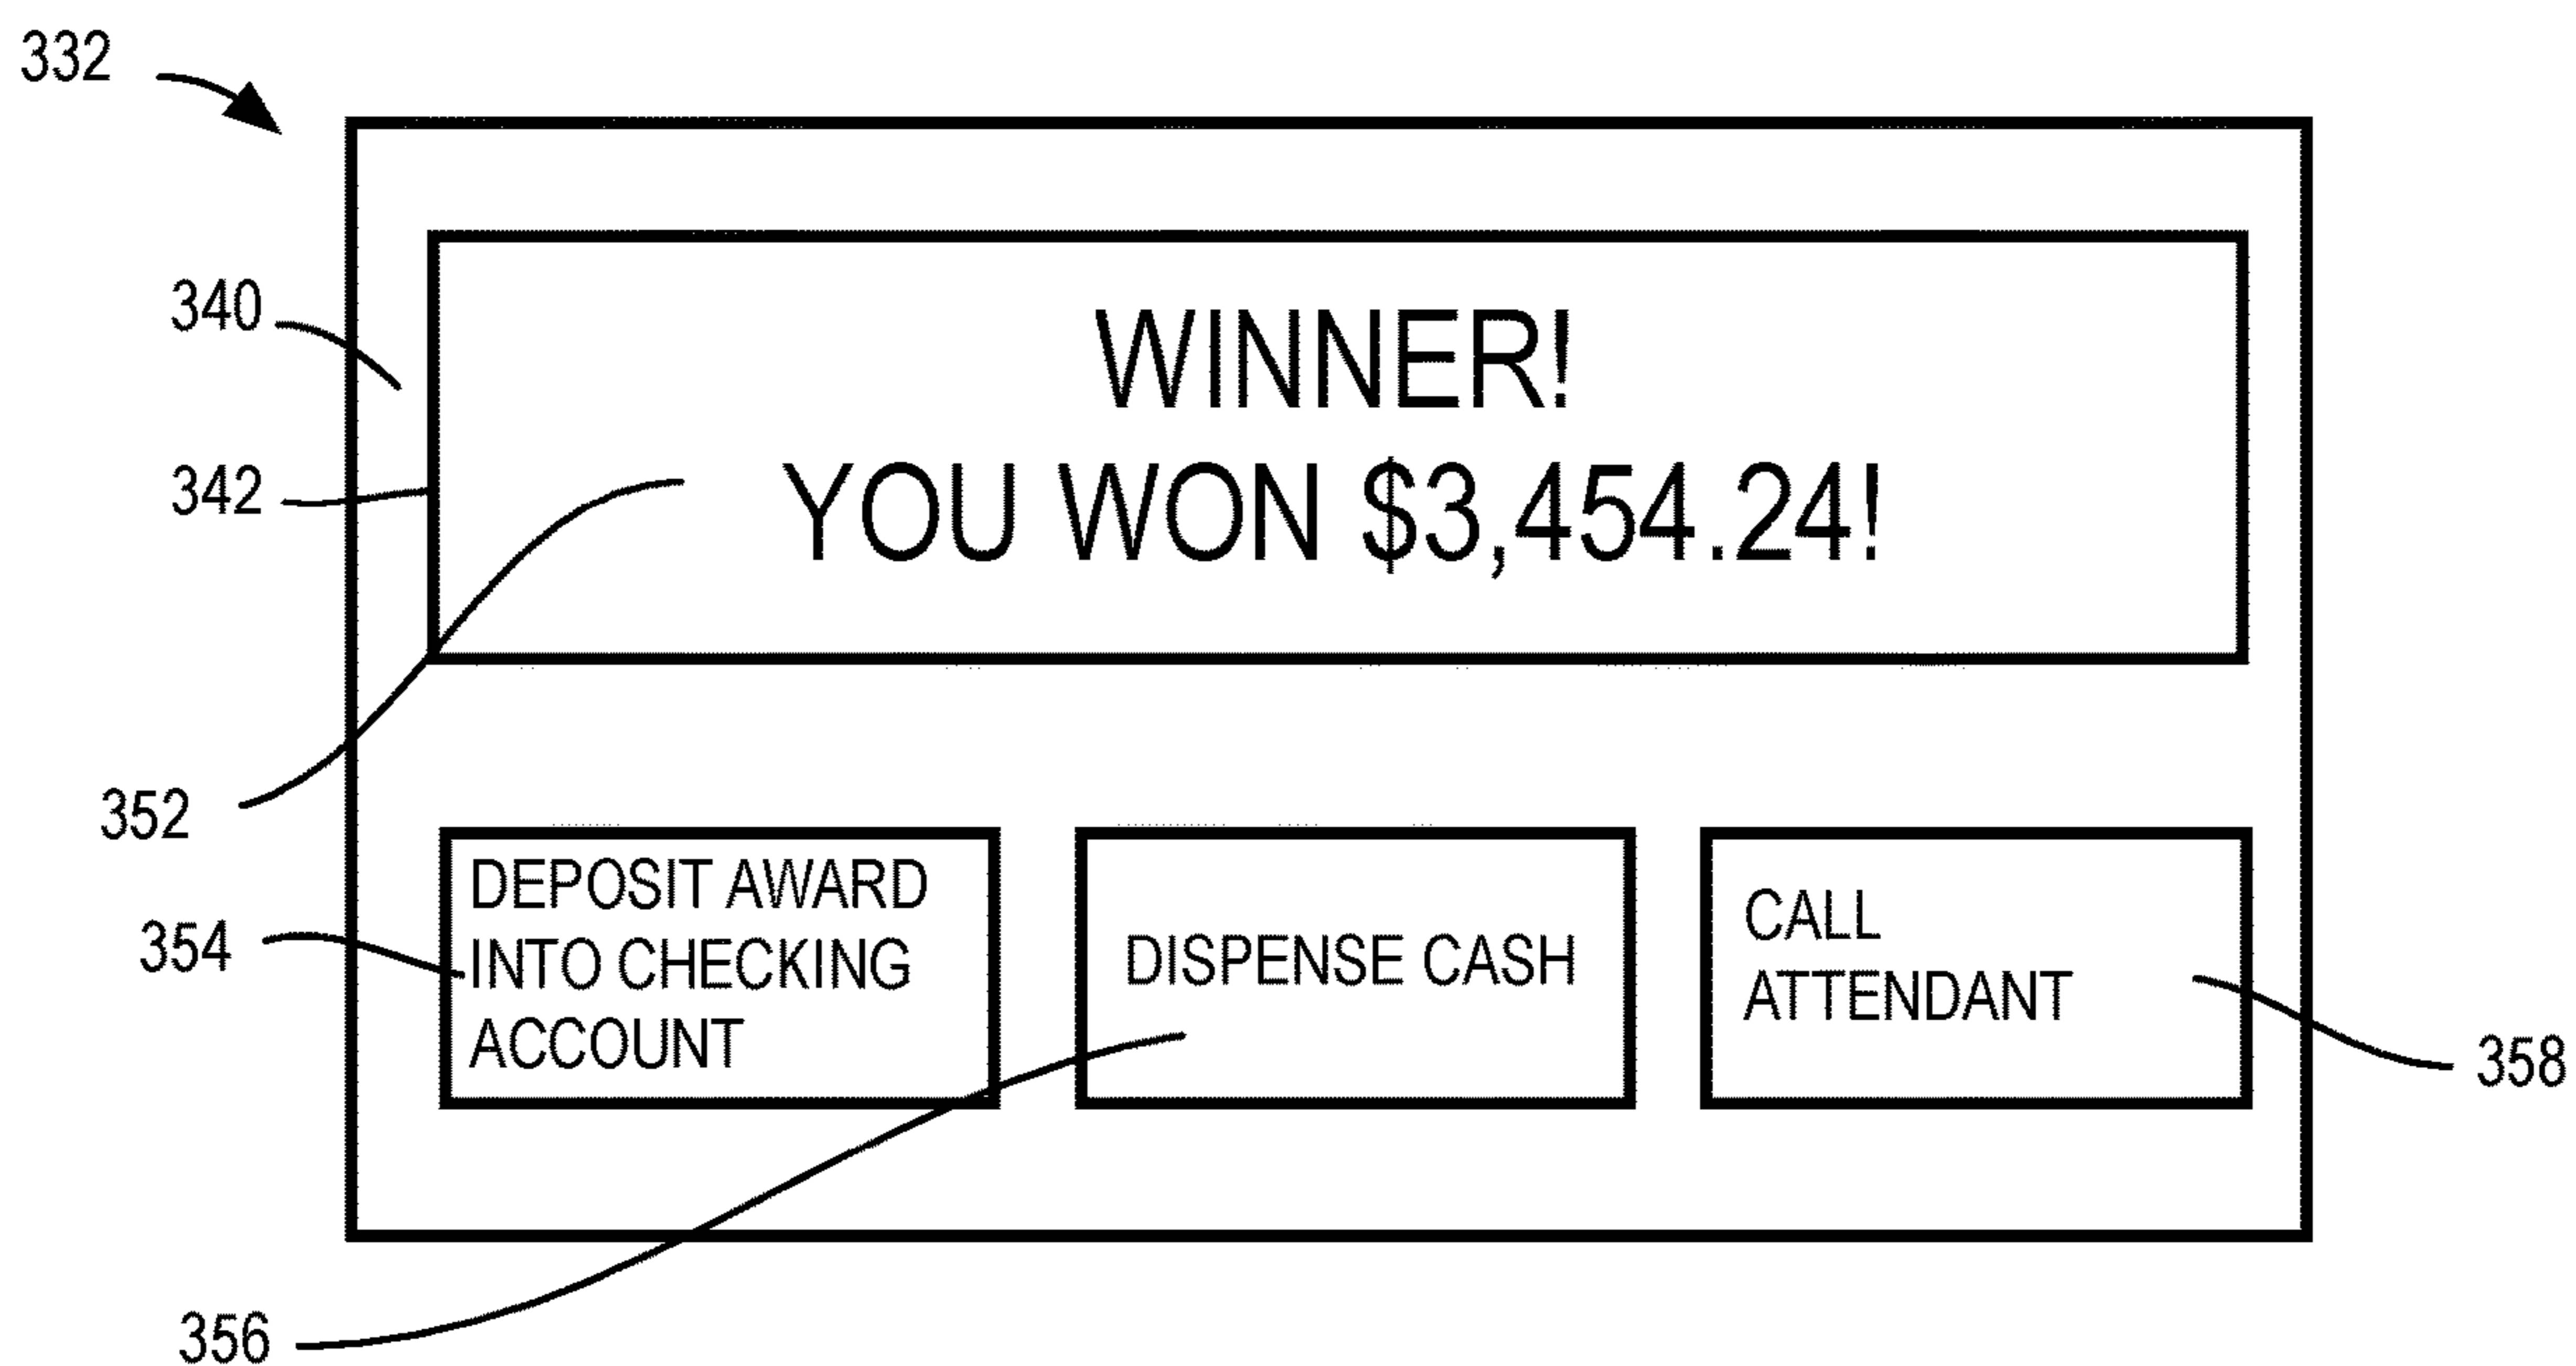 332
340
WINNER!
342
YOU WON $3,454.24!
352
DEPOSIT AWARD
INTO CHECKING
ACCOUNT
354
DISPENSE CASH
CALL
ATTENDANT
358
356